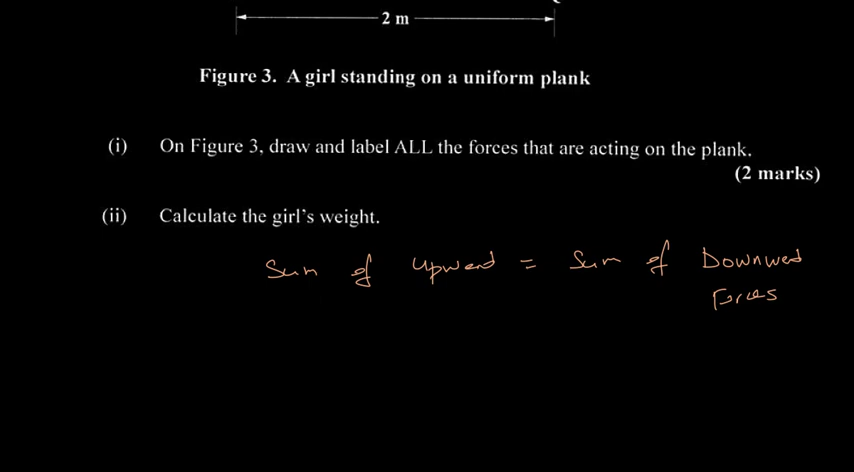 2 m
Figure 3. A girl standing on a uniform plank
(i) On Figure 3, draw and label ALL the forces that are acting on the plank.
(2 marks)
(ii) Calculate the girl's weight.
Sum of upward = Sum of Downward
Forces